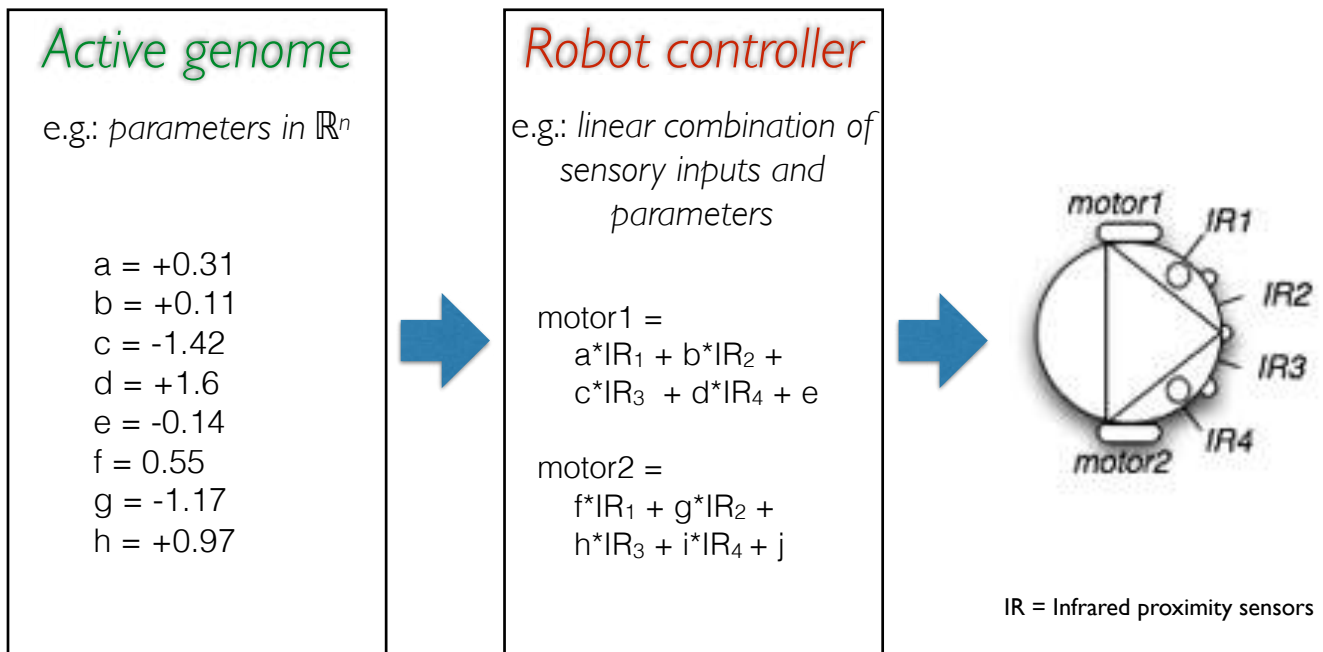 Active genome
e.g.: parameters in ℝⁿ
a = +0.31
b = +0.11
c = -1.42
d = +1.6
e = -0.14
f = 0.55
g = -1.17
h = +0.97
Robot controller
e.g.: linear combination of
sensory inputs and
parameters
motor1 =
a*IR₁ + b*IR₂ +
c*IR₃ + d*IR₄ + e
motor2 =
f*IR₁ + g*IR₂ +
h*IR₃ + i*IR₄ + j
motor1
IR1
IR2
IR3
IR4
motor2
IR = Infrared proximity sensors